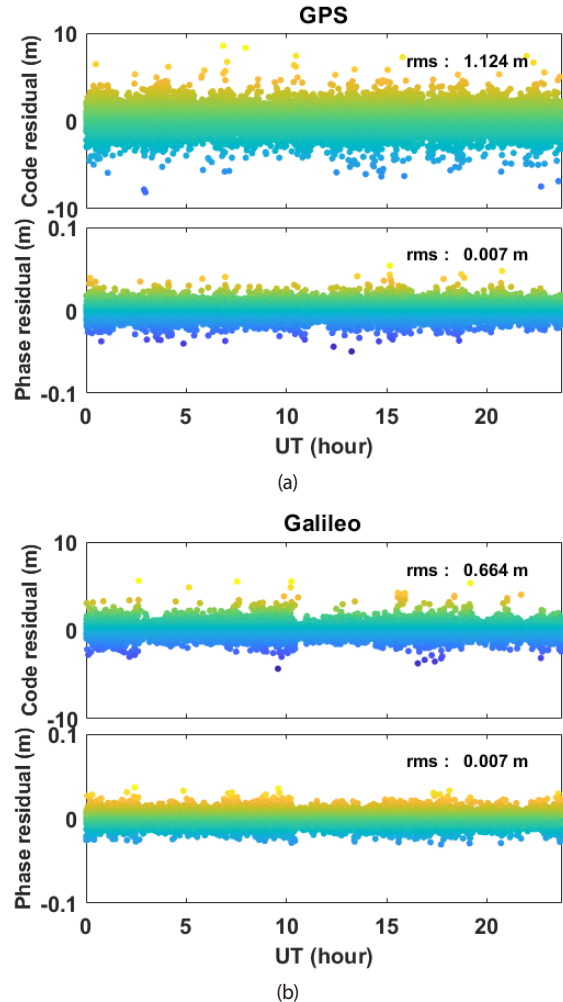 GPS
Code residual (m)
10
0
-10
rms : 1.124 m
Phase residual (m)
0.1
0
-0.1
rms : 0.007 m
0 5 10 15 20
UT (hour)
(a)
Galileo
Code residual (m)
10
0
-10
rms : 0.664 m
Phase residual (m)
0.1
0
-0.1
rms : 0.007 m
0 5 10 15 20
UT (hour)
(b)